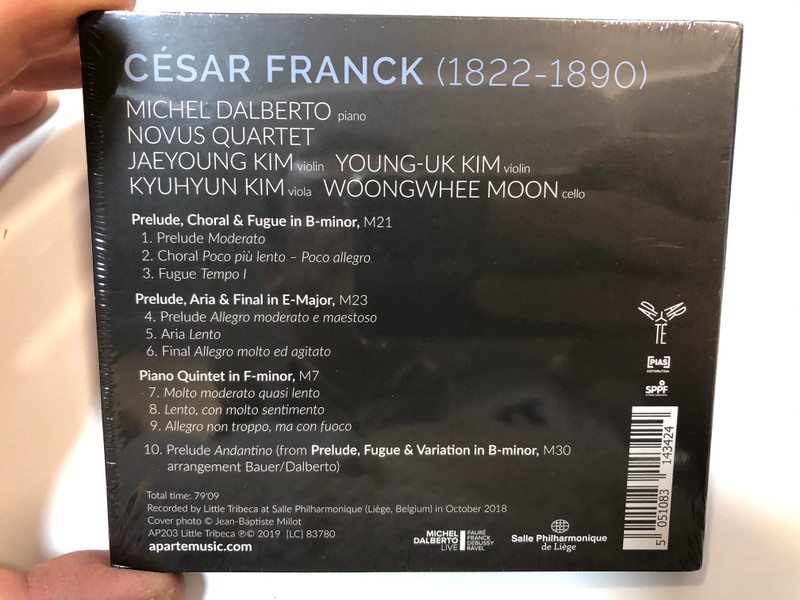 CÉSAR FRANCK (1822-1890)
MICHEL DALBERTO piano
NOVUS QUARTET
JAEYOUNG KIM violin YOUNG-UK KIM violin
KYUHYUN KIM viola WOONGWHEE MOON cello
Prelude, Choral & Fugue in B-minor, M21
1. Prelude Moderato
2. Choral Poco più lento – Poco allegro
3. Fugue Tempo I
Prelude, Aria & Final in E-Major, M23
4. Prelude Allegro moderato e maestoso
5. Aria Lento
6. Final Allegro molto ed agitato
Piano Quintet in F-minor, M7
7. Molto moderato quasi lento
8. Lento, con molto sentimento
9. Allegro non troppo, ma con fuoco
10. Prelude Andantino (from Prelude, Fugue & Variation in B-minor, M30
arrangement Bauer/Dalberto)
Total time: 79'09
Recorded by Little Tribeca at Salle Philharmonique (Liège, Belgium) in October 2018
Cover photo © Jean-Baptiste Millot
AP203 Little Tribeca ℗© 2019 [LC] 83780
apartemusic.com
MICHEL
DALBERTO
LIVE
FAURÉ
FRANCK
DEBUSSY
RAVEL
Salle Philharmonique
de Liège
APARTE
[PIAS]
DISTRIBUTION
SPPF
5 051083 143424